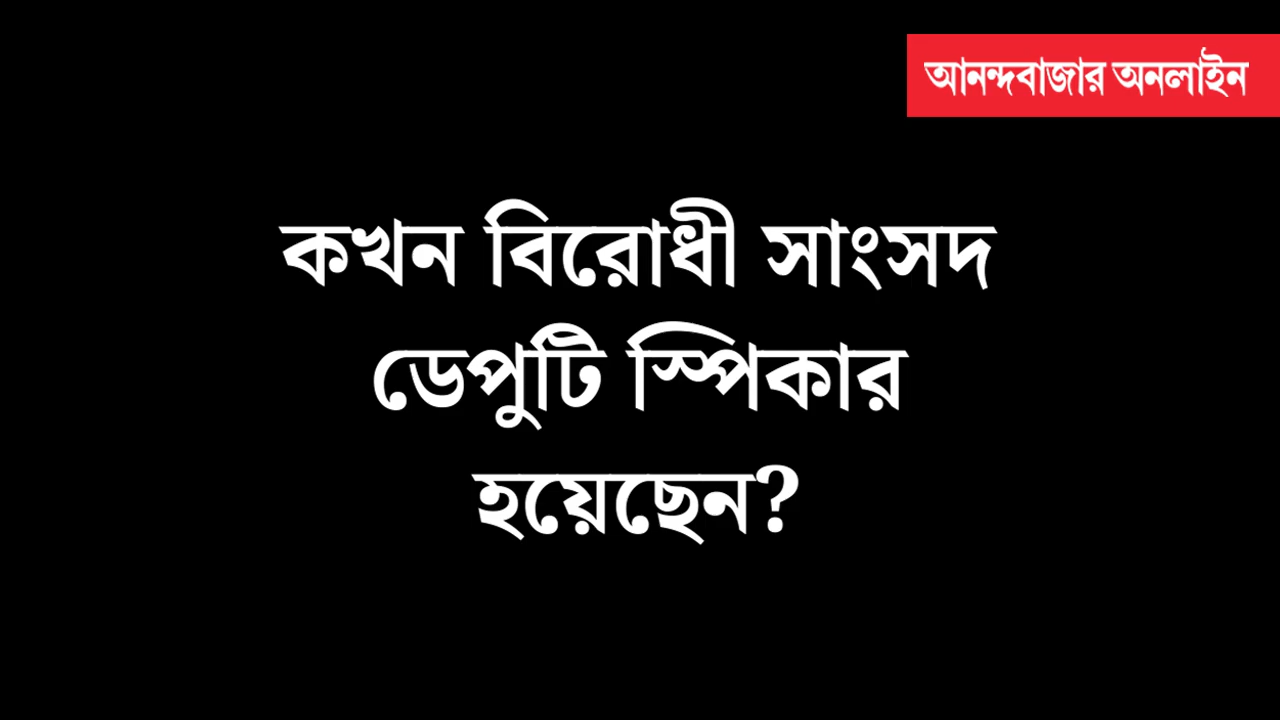 আনন্দবাজার অনলাইন
কখন বিরোধী সাংসদ
ডেপুটি স্পিকার
হয়েছেন?